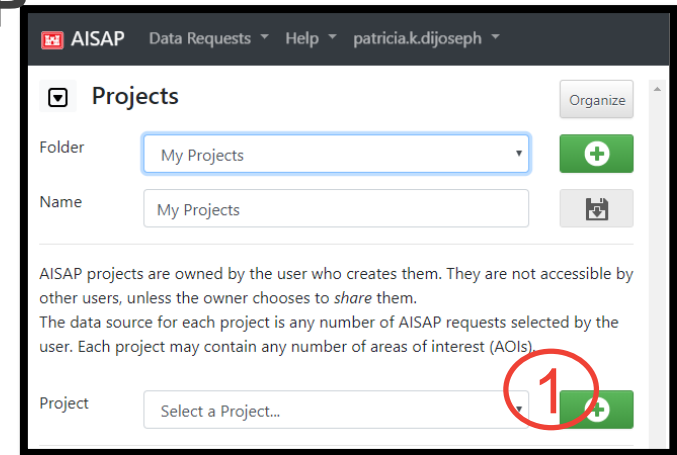 AISAP Data Requests Help patricia.k.dijoseph
Projects Organize
Folder My Projects
Name My Projects
AISAP projects are owned by the user who creates them. They are not accessible by
other users, unless the owner chooses to share them.
The data source for each project is any number of AISAP requests selected by the
user. Each project may contain any number of areas of interest (AOIs).
Project Select a Project... 1